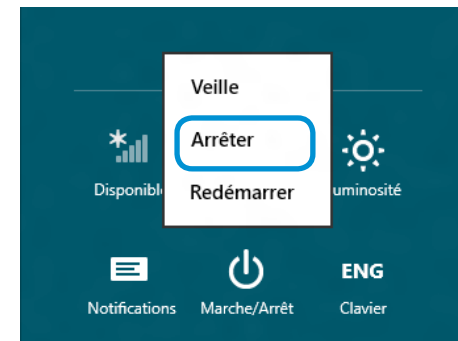 Veille
Arrêter
Redémarrer
Disponibl
uminosité
ENG
Notifications
Marche/Arrêt
Clavier